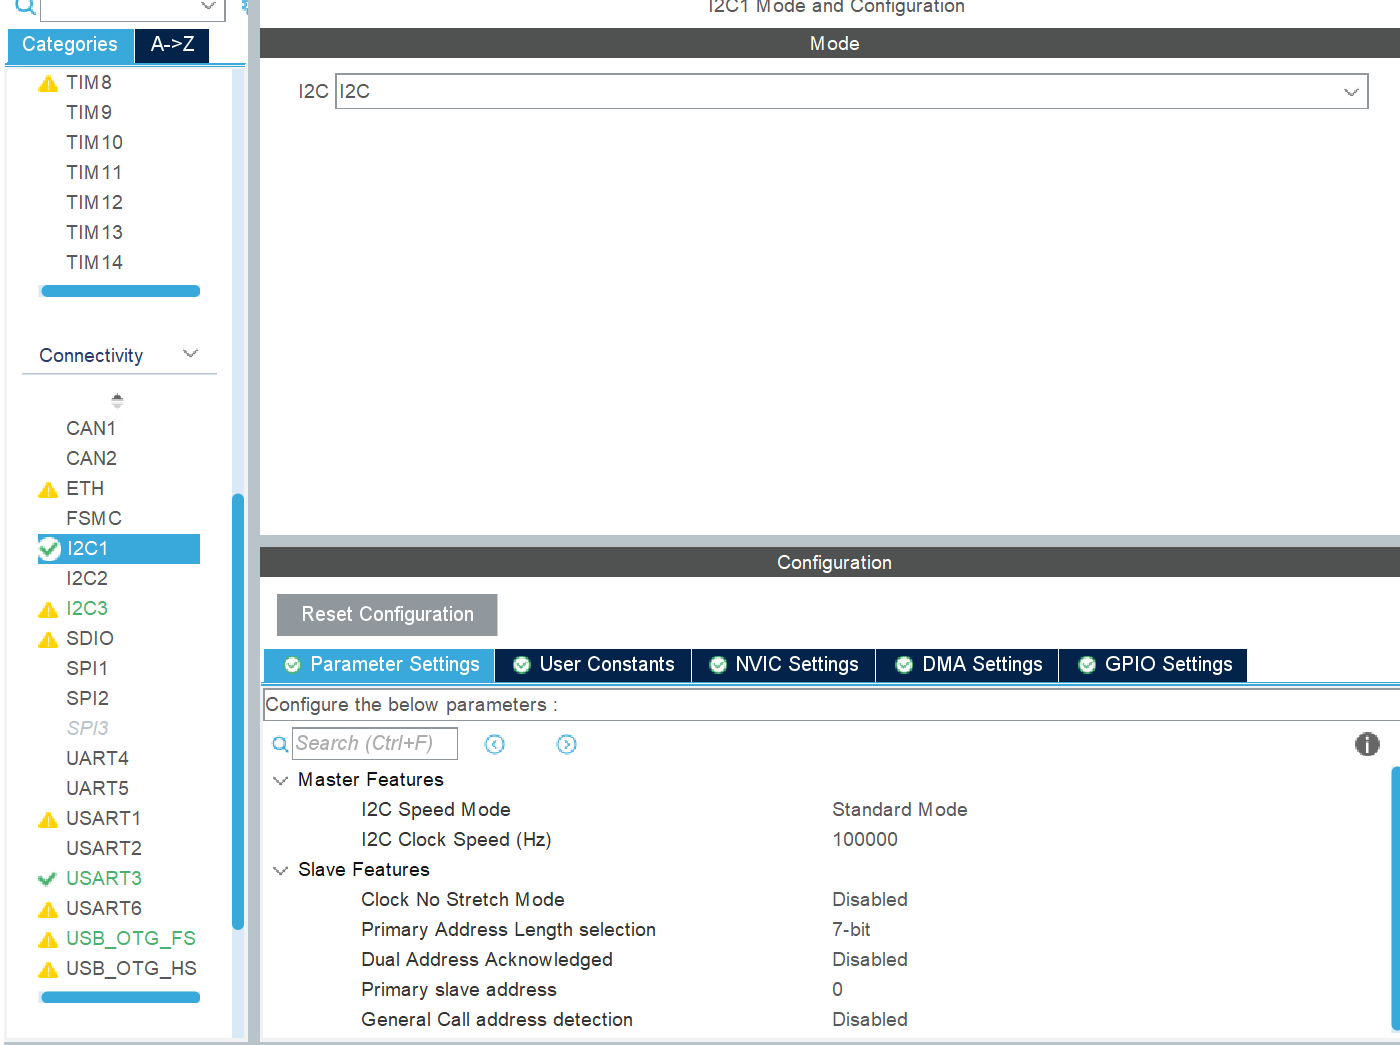 I2C1 Mode and Configuration
Categories A->Z
TIM8
TIM9
TIM10
TIM11
TIM12
TIM13
TIM14
Connectivity
CAN1
CAN2
ETH
FSMC
I2C1
I2C2
I2C3
SDIO
SPI1
SPI2
SPI3
UART4
UART5
USART1
USART2
USART3
USART6
USB_OTG_FS
USB_OTG_HS
Mode
I2C I2C
Configuration
Reset Configuration
Parameter Settings User Constants NVIC Settings DMA Settings GPIO Settings
Configure the below parameters :
Search (Ctrl+F)
Master Features
I2C Speed Mode Standard Mode
I2C Clock Speed (Hz) 100000
Slave Features
Clock No Stretch Mode Disabled
Primary Address Length selection 7-bit
Dual Address Acknowledged Disabled
Primary slave address 0
General Call address detection Disabled